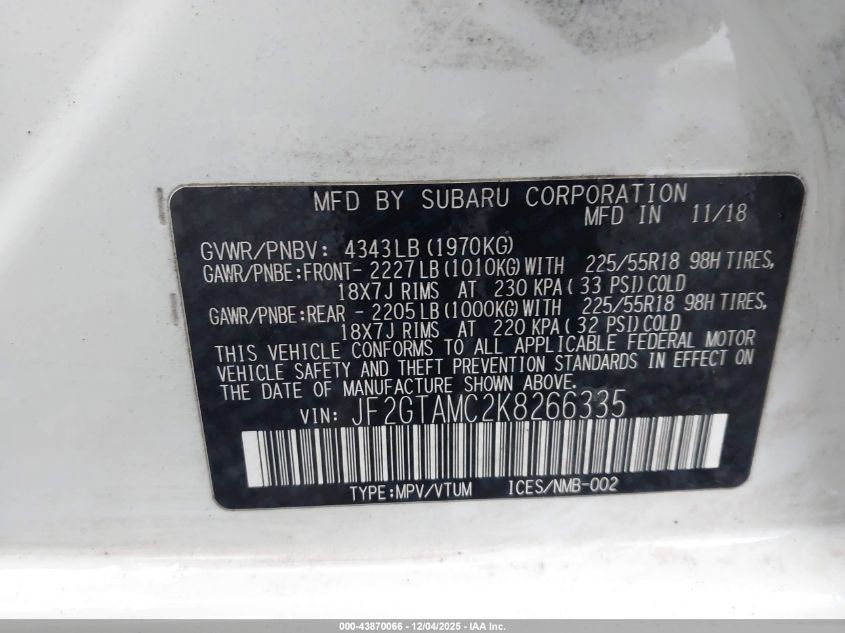 MFD BY SUBARU CORPORATION
MFD IN 11/18
GVWR/PNBV: 4343LB(1970KG)
GAWR/PNBE:FRONT- 2227LB(1010KG)WITH 225/55R18 98H TIRES,
18X7J RIMS AT 230 KPA( 33 PSI)COLD
GAWR/PNBE:REAR - 2205LB(1000KG)WITH 225/55R18 98H TIRES,
18X7J RIMS AT 220 KPA( 32 PSI)COLD
THIS VEHICLE CONFORMS TO ALL APPLICABLE FEDERAL MOTOR
VEHICLE SAFETY AND THEFT PREVENTION STANDARDS IN EFFECT ON
THE DATE OF MANUFACTURE SHOWN ABOVE.
VIN: JF2GTAMC2K8266335
TYPE:MPV/VTUM ICES/NMB-002
000-43870066 - 12/04/2025 - IAA Inc.